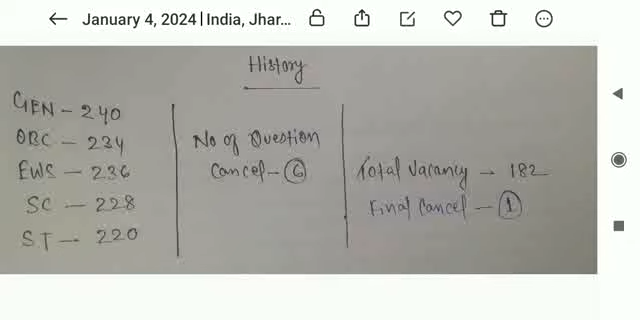 January 4, 2024 | India, Jhar...
History
GEN - 240
OBC - 234
EWS - 236
SC - 228
ST - 220
No of Question
Cancel - 6
Total Vacancy → 182
Final Cancel - 1